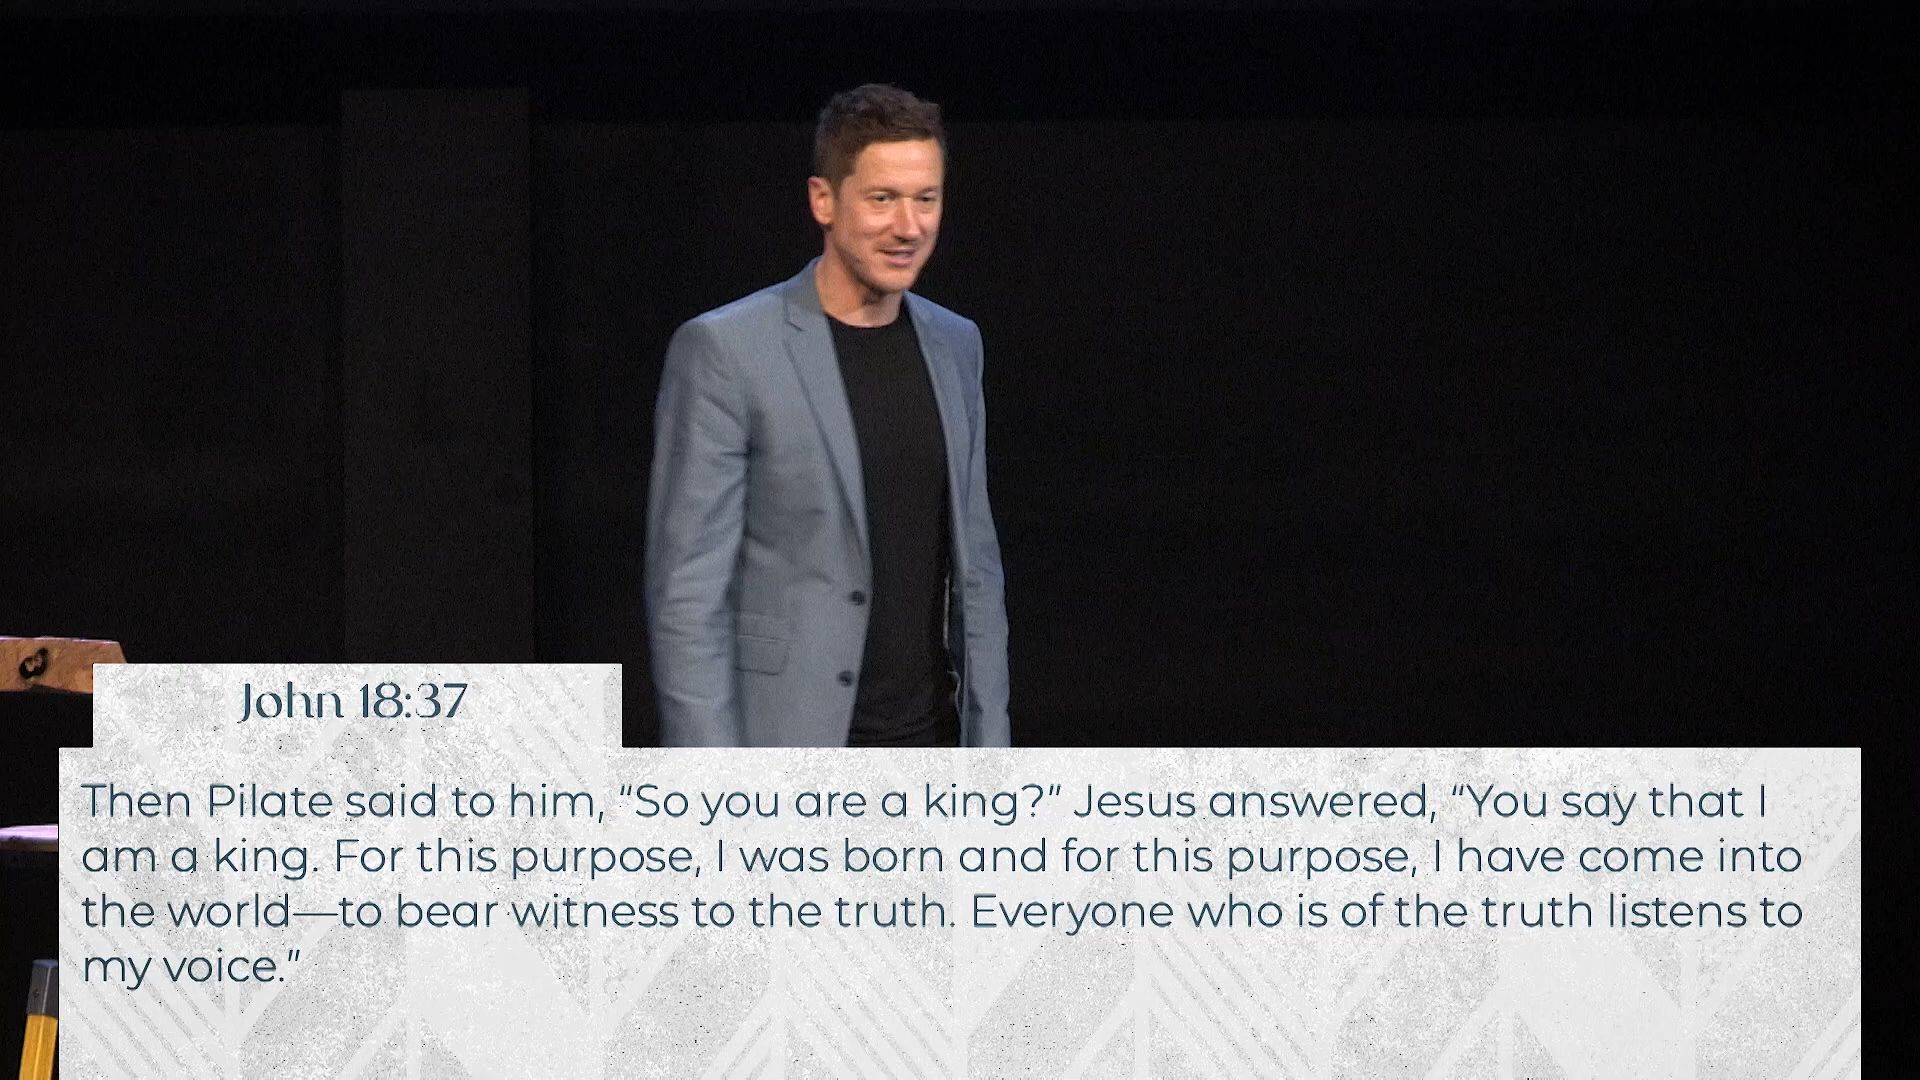 John 18:37
Then Pilate said to him, “So you are a king?” Jesus answered, “You say that I
am a king. For this purpose, I was born and for this purpose, I have come into
the world—to bear witness to the truth. Everyone who is of the truth listens to
my voice.”